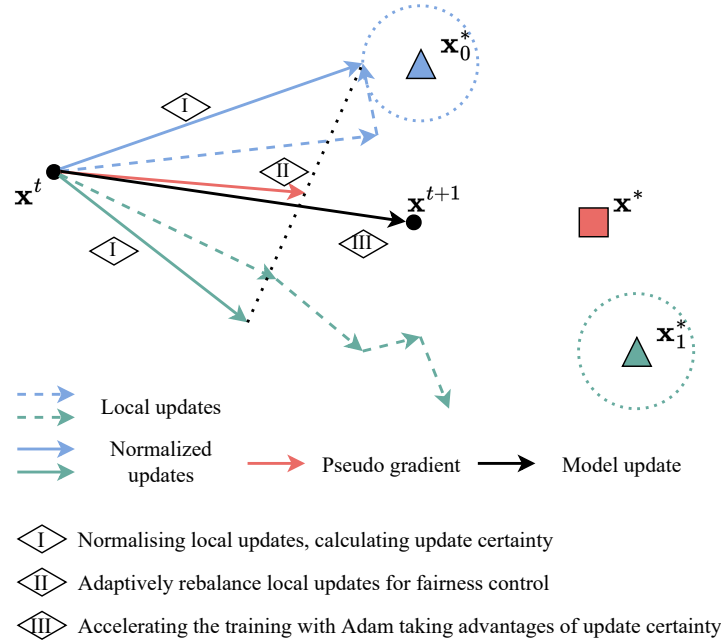 x₀*
I
II
xᵗ
xᵗ⁺¹
x*
I
III
x₁*
Local updates
Normalized
updates
Pseudo gradient
Model update
I Normalising local updates, calculating update certainty
II Adaptively rebalance local updates for fairness control
III Accelerating the training with Adam taking advantages of update certainty